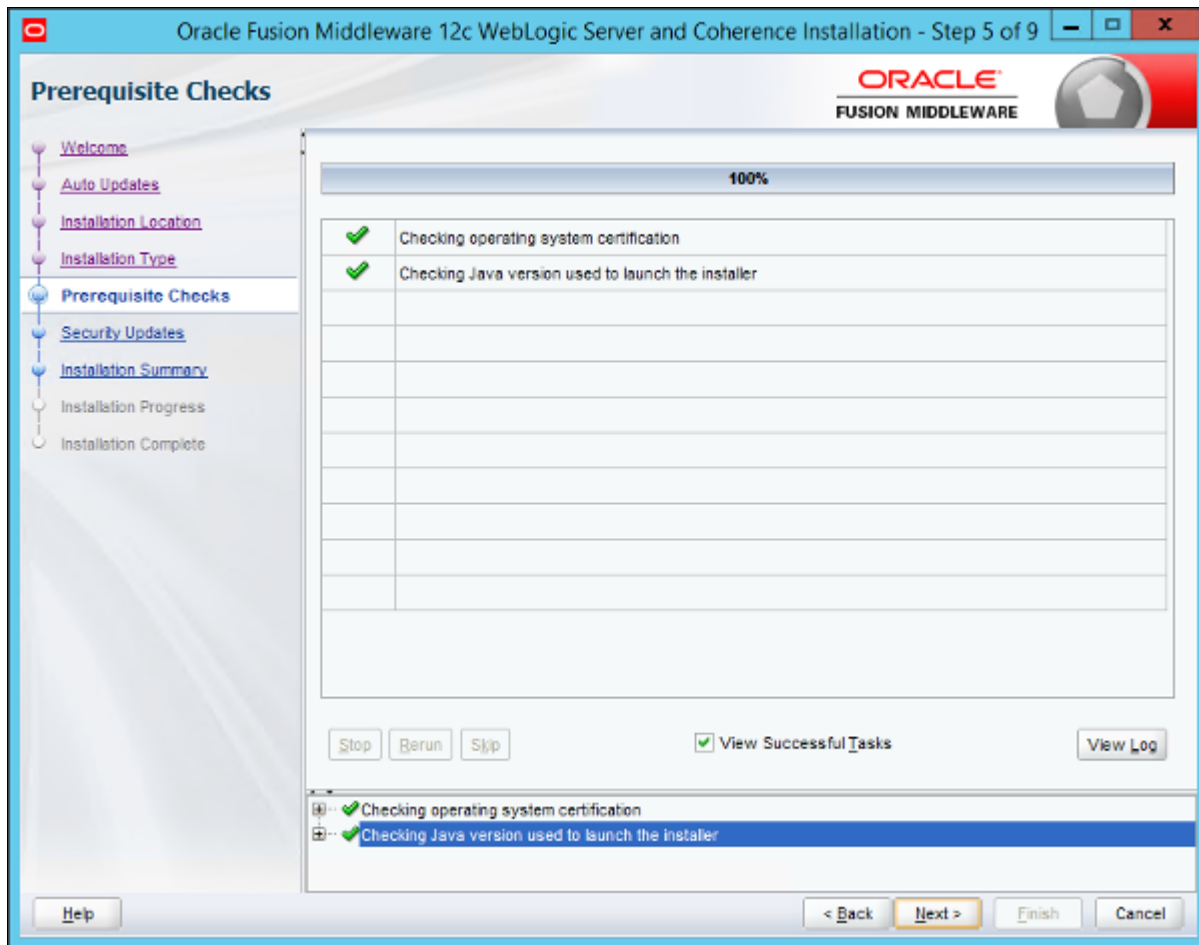 Oracle Fusion Middleware 12c WebLogic Server and Coherence Installation - Step 5 of 9
Prerequisite Checks
ORACLE
FUSION MIDDLEWARE
Welcome
Auto Updates
Installation Location
Installation Type
Prerequisite Checks
Security Updates
Installation Summary
Installation Progress
Installation Complete
100%
Checking operating system certification
Checking Java version used to launch the installer
Stop Rerun Skip View Successful Tasks View Log
Checking operating system certification
Checking Java version used to launch the installer
Help < Back Next > Finish Cancel